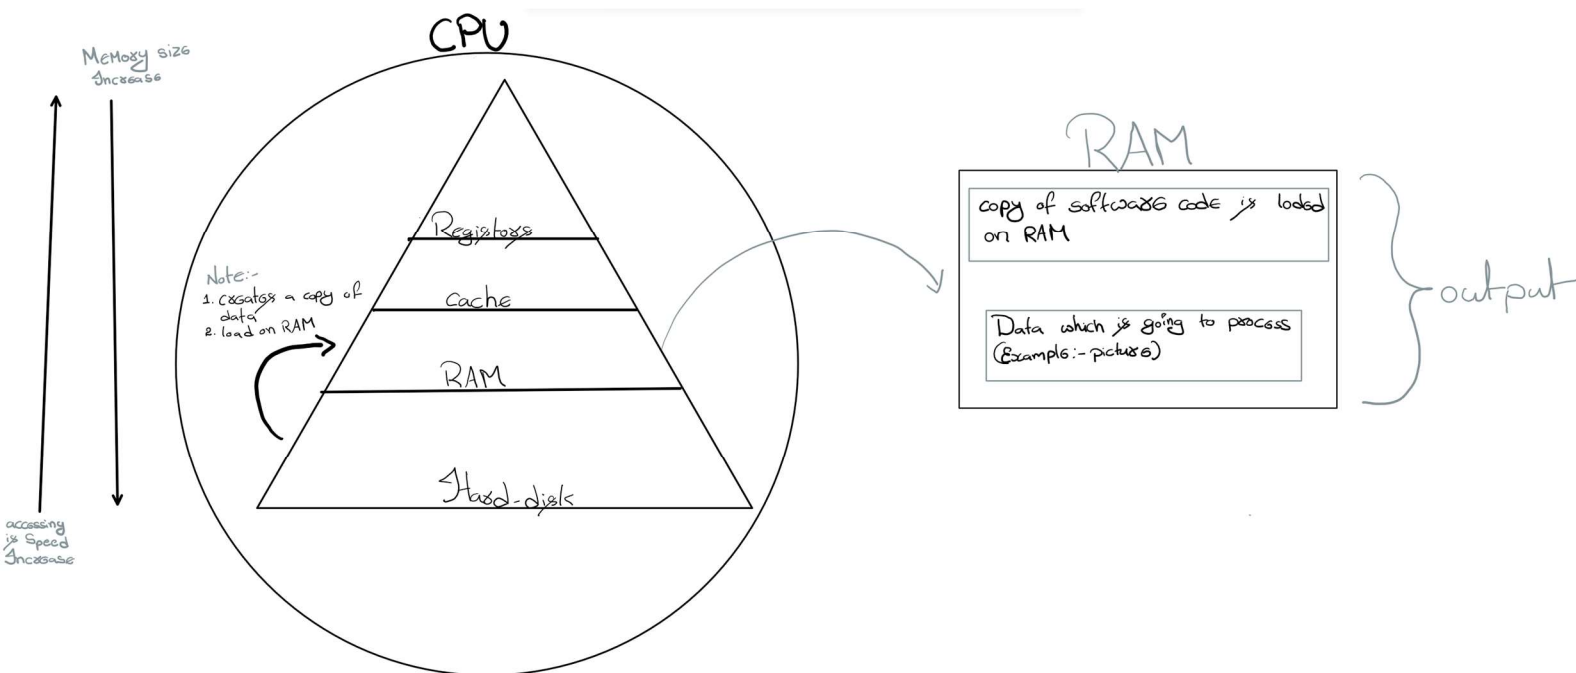 CPU
Memory size
Increase
Registors
Cache
RAM
Hard-disk
Note:-
1. creates a copy of
data
2. load on RAM
accessing
is speed
Increase
RAM
copy of software code is loded
on RAM
Data which is going to process
(Example:- picture)
output